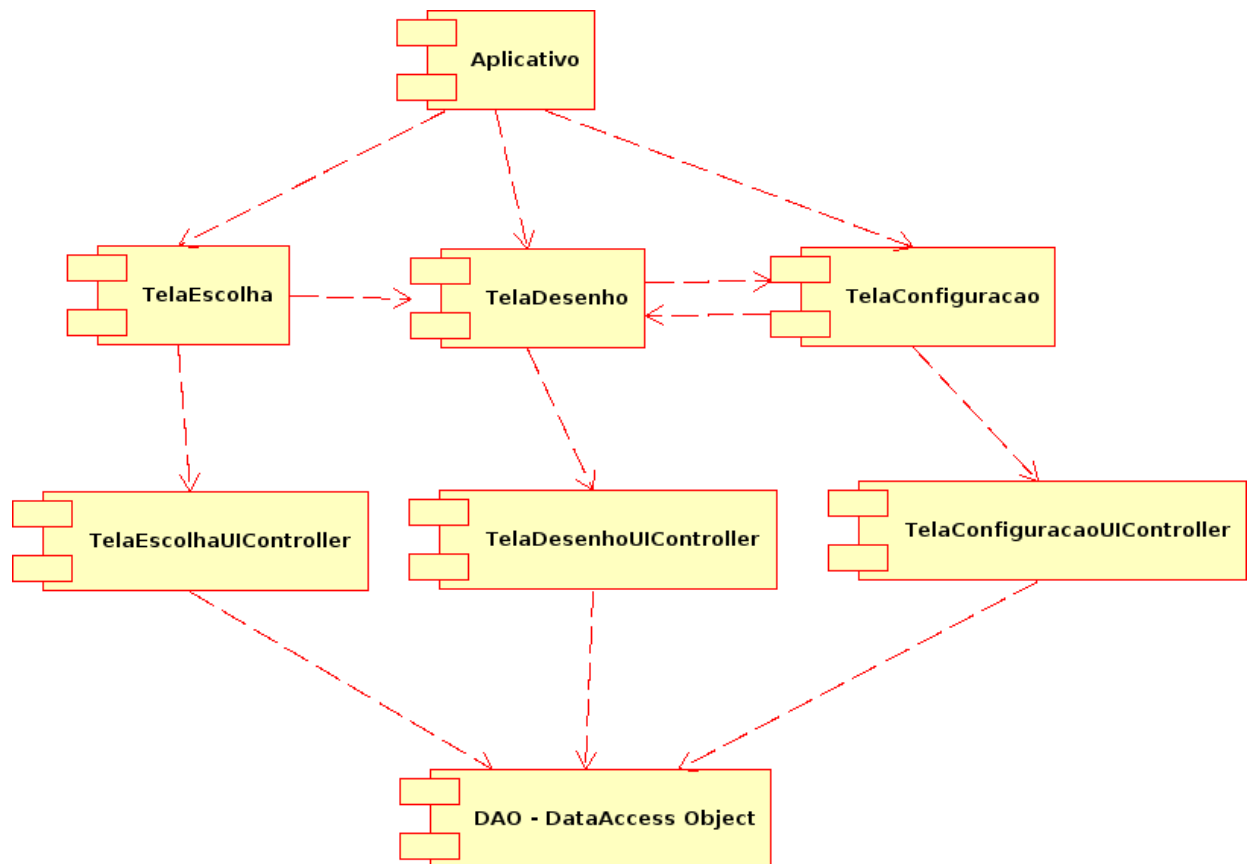 Aplicativo
TelaEscolha
TelaDesenho
TelaConfiguracao
TelaEscolhaUIController
TelaDesenhoUIController
TelaConfiguracaoUIController
DAO - DataAccess Object